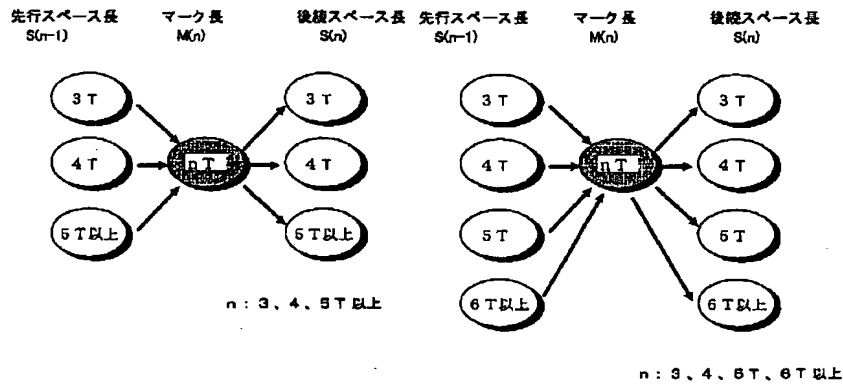 先行スペース長 マーク長 後続スペース長 先行スペース長 マーク長 後続スペース長
S(n-1) M(n) S(n) S(n-1) M(n) S(n)
3T 3T 3T 3T
4T nT 4T 4T nT 4T
5T以上 5T以上 5T 5T
6T以上 6T以上
n:3、4、5T以上
n:3、4、5T、6T以上